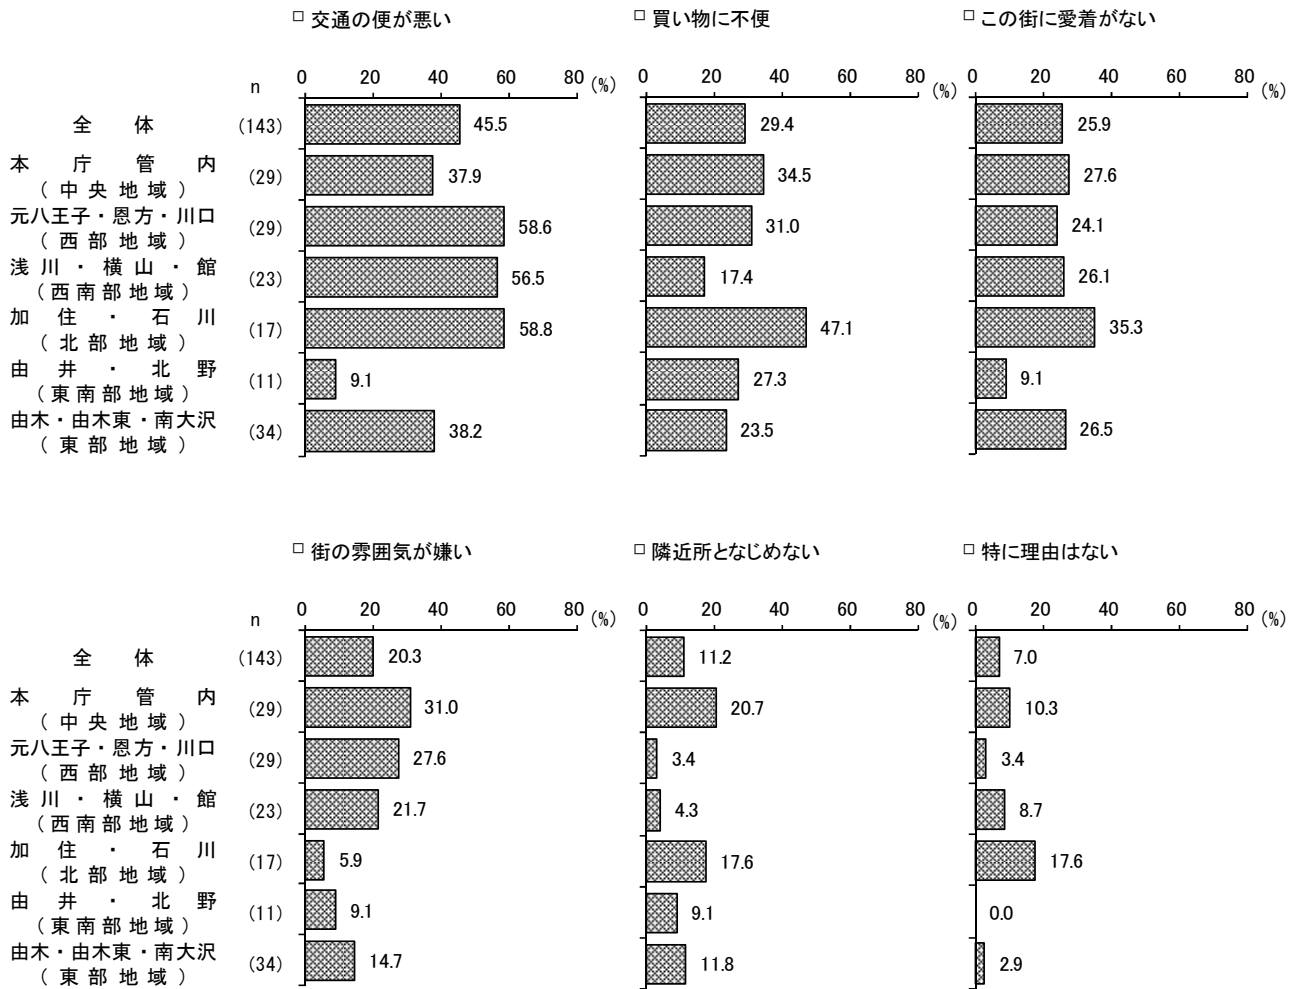 □ 交通の便が悪い □ 買い物に不便 □ この街に愛着がない
n 0 20 40 60 80 (%) 0 20 40 60 80 (%) 0 20 40 60 80 (%)
全 体 (143) 45.5 29.4 25.9
本 庁 管 内
(中央地域) (29) 37.9 34.5 27.6
元八王子・恩方・川口
(西部地域) (29) 58.6 31.0 24.1
浅川・横山・館
(西南部地域) (23) 56.5 17.4 26.1
加 住 ・ 石 川
(北部地域) (17) 58.8 47.1 35.3
由 井 ・ 北 野
(東南部地域) (11) 9.1 27.3 9.1
由木・由木東・南大沢
(東部地域) (34) 38.2 23.5 26.5
□ 街の雰囲気が嫌い □ 隣近所となじめない □ 特に理由はない
n 0 20 40 60 80 (%) 0 20 40 60 80 (%) 0 20 40 60 80 (%)
全 体 (143) 20.3 11.2 7.0
本 庁 管 内
(中央地域) (29) 31.0 20.7 10.3
元八王子・恩方・川口
(西部地域) (29) 27.6 3.4 3.4
浅川・横山・館
(西南部地域) (23) 21.7 4.3 8.7
加 住 ・ 石 川
(北部地域) (17) 5.9 17.6 17.6
由 井 ・ 北 野
(東南部地域) (11) 9.1 9.1 0.0
由木・由木東・南大沢
(東部地域) (34) 14.7 11.8 2.9